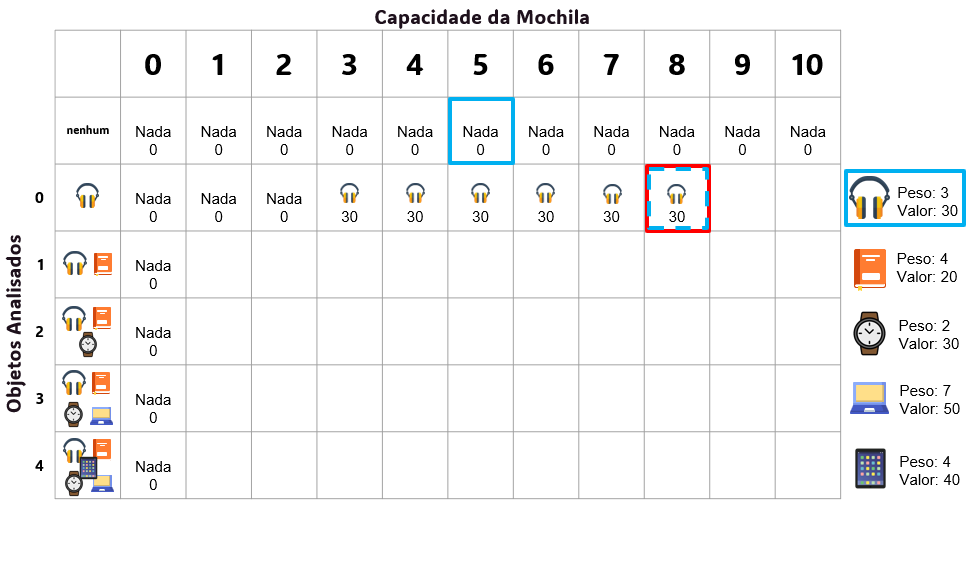 Capacidade da Mochila
0 1 2 3 4 5 6 7 8 9 10
nenhum Nada Nada Nada Nada Nada Nada Nada Nada Nada Nada Nada
0 0 0 0 0 0 0 0 0 0 0
Objetos Analisados
0 Nada Nada Nada
0 0 0 30 30 30 30 30 30
Peso: 3
Valor: 30
1 Nada
0
Peso: 4
Valor: 20
2 Nada
0
Peso: 2
Valor: 30
3 Nada
0
Peso: 7
Valor: 50
4 Nada
0
Peso: 4
Valor: 40